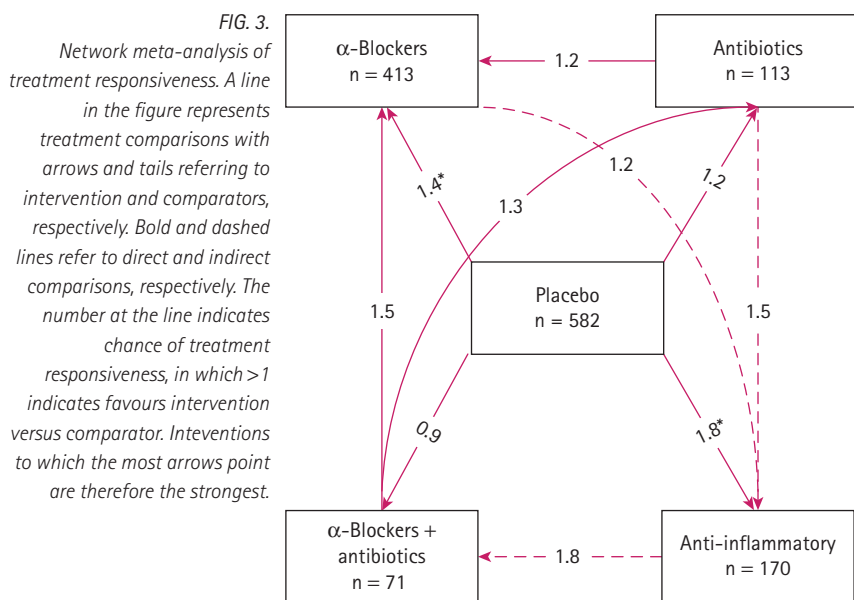 FIG. 3.
Network meta-analysis of
treatment responsiveness. A line
in the figure represents
treatment comparisons with
arrows and tails referring to
intervention and comparators,
respectively. Bold and dashed
lines refer to direct and indirect
comparisons, respectively. The
number at the line indicates
chance of treatment
responsiveness, in which >1
indicates favours intervention
versus comparator. Inteventions
to which the most arrows point
are therefore the strongest.
α-Blockers
n = 413
1.2
Antibiotics
n = 113
1.4*
1.3
1.2
1.2
Placebo
n = 582
1.5
1.5
0.9
1.8*
α-Blockers +
antibiotics
n = 71
1.8
Anti-inflammatory
n = 170